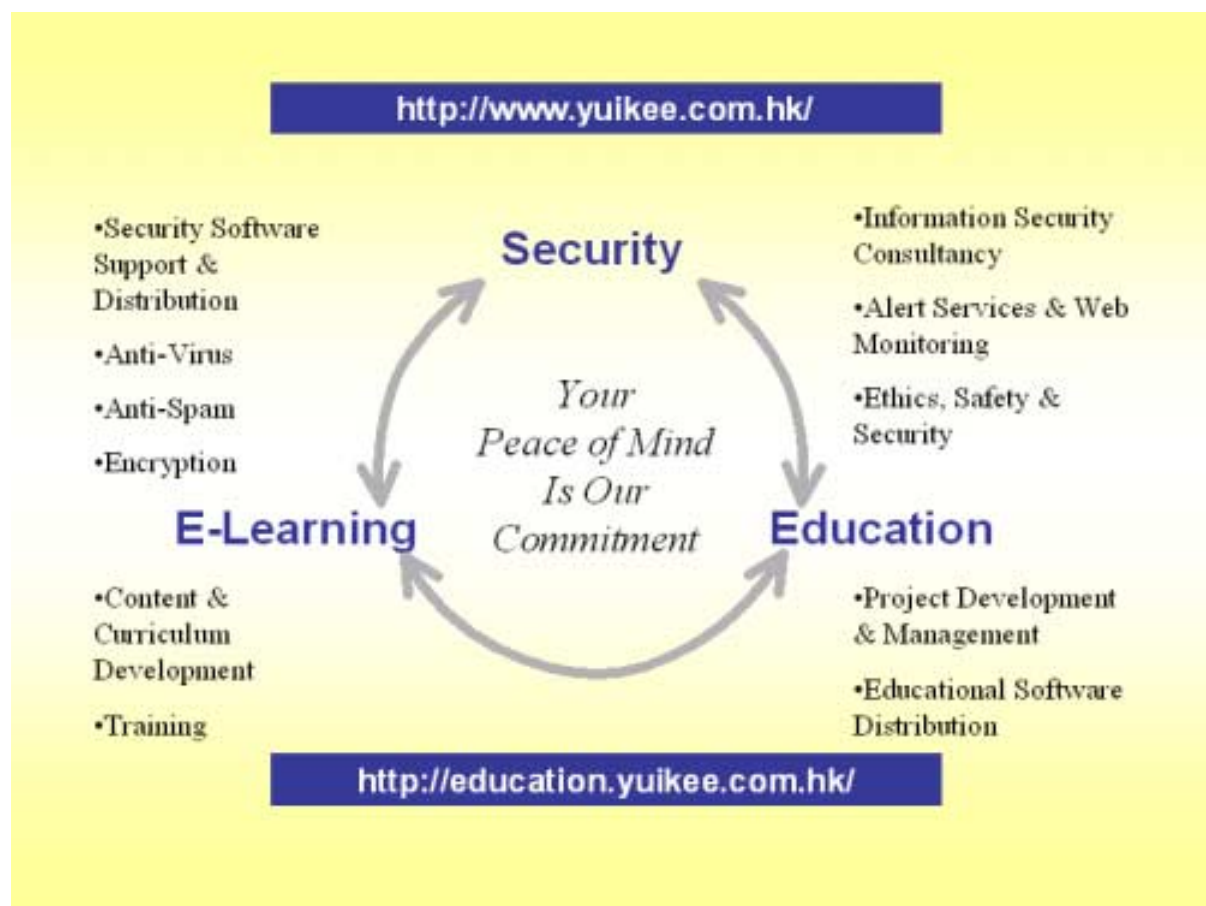 http://www.yuikee.com.hk/
•Security Software
Support &
Distribution
•Anti-Virus
•Anti-Spam
•Encryption
Security
•Information Security
Consultancy
•Alert Services & Web
Monitoring
•Ethics, Safety &
Security
Your
Peace of Mind
Is Our
Commitment
E-Learning
Education
•Content &
Curriculum
Development
•Training
•Project Development
& Management
•Educational Software
Distribution
http://education.yuikee.com.hk/